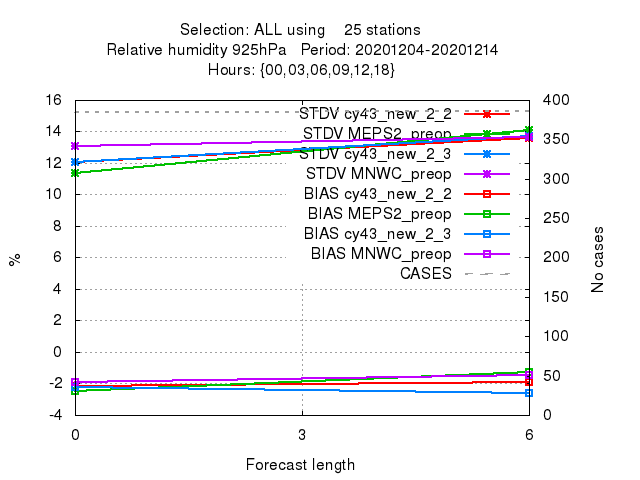 Selection: ALL using 25 stations
Relative humidity 925hPa Period: 20201204-20201214
Hours: {00,03,06,09,12,18}
STDV cy43_new_2_2
STDV MEPS2_preop
STDV cy43_new_2_3
STDV MNWC_preop
BIAS cy43_new_2_2
BIAS MEPS2_preop
BIAS cy43_new_2_3
BIAS MNWC_preop
CASES
%
16
14
12
10
8
6
4
2
0
-2
-4
400
350
300
250
200
150
100
50
0
No cases
0 3 6
Forecast length